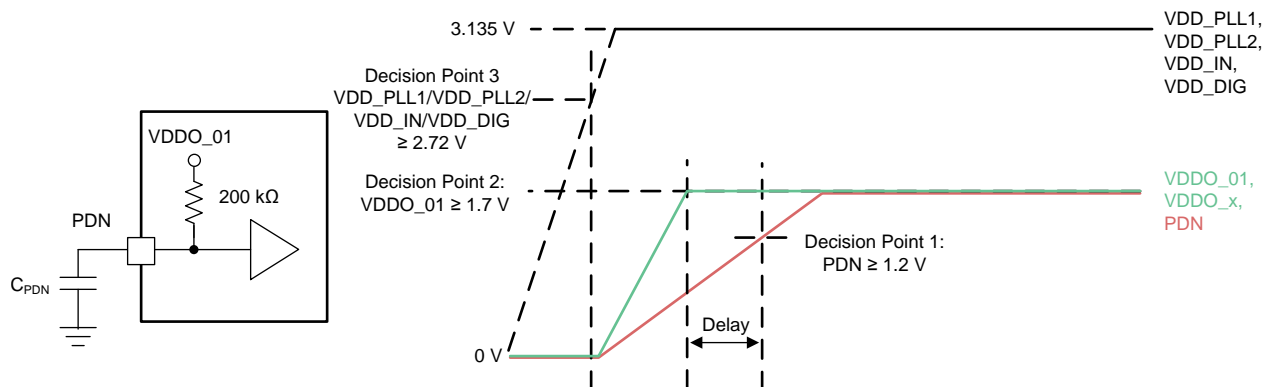 3.135 V
VDD_PLL1,
VDD_PLL2,
VDD_IN,
VDD_DIG
Decision Point 3
VDD_PLL1/VDD_PLL2/
VDD_IN/VDD_DIG
≥ 2.72 V
VDDO_01
200 kΩ
PDN
CPDN
Decision Point 2:
VDDO_01 ≥ 1.7 V
VDDO_01,
VDDO_x,
PDN
Decision Point 1:
PDN ≥ 1.2 V
Delay
0 V